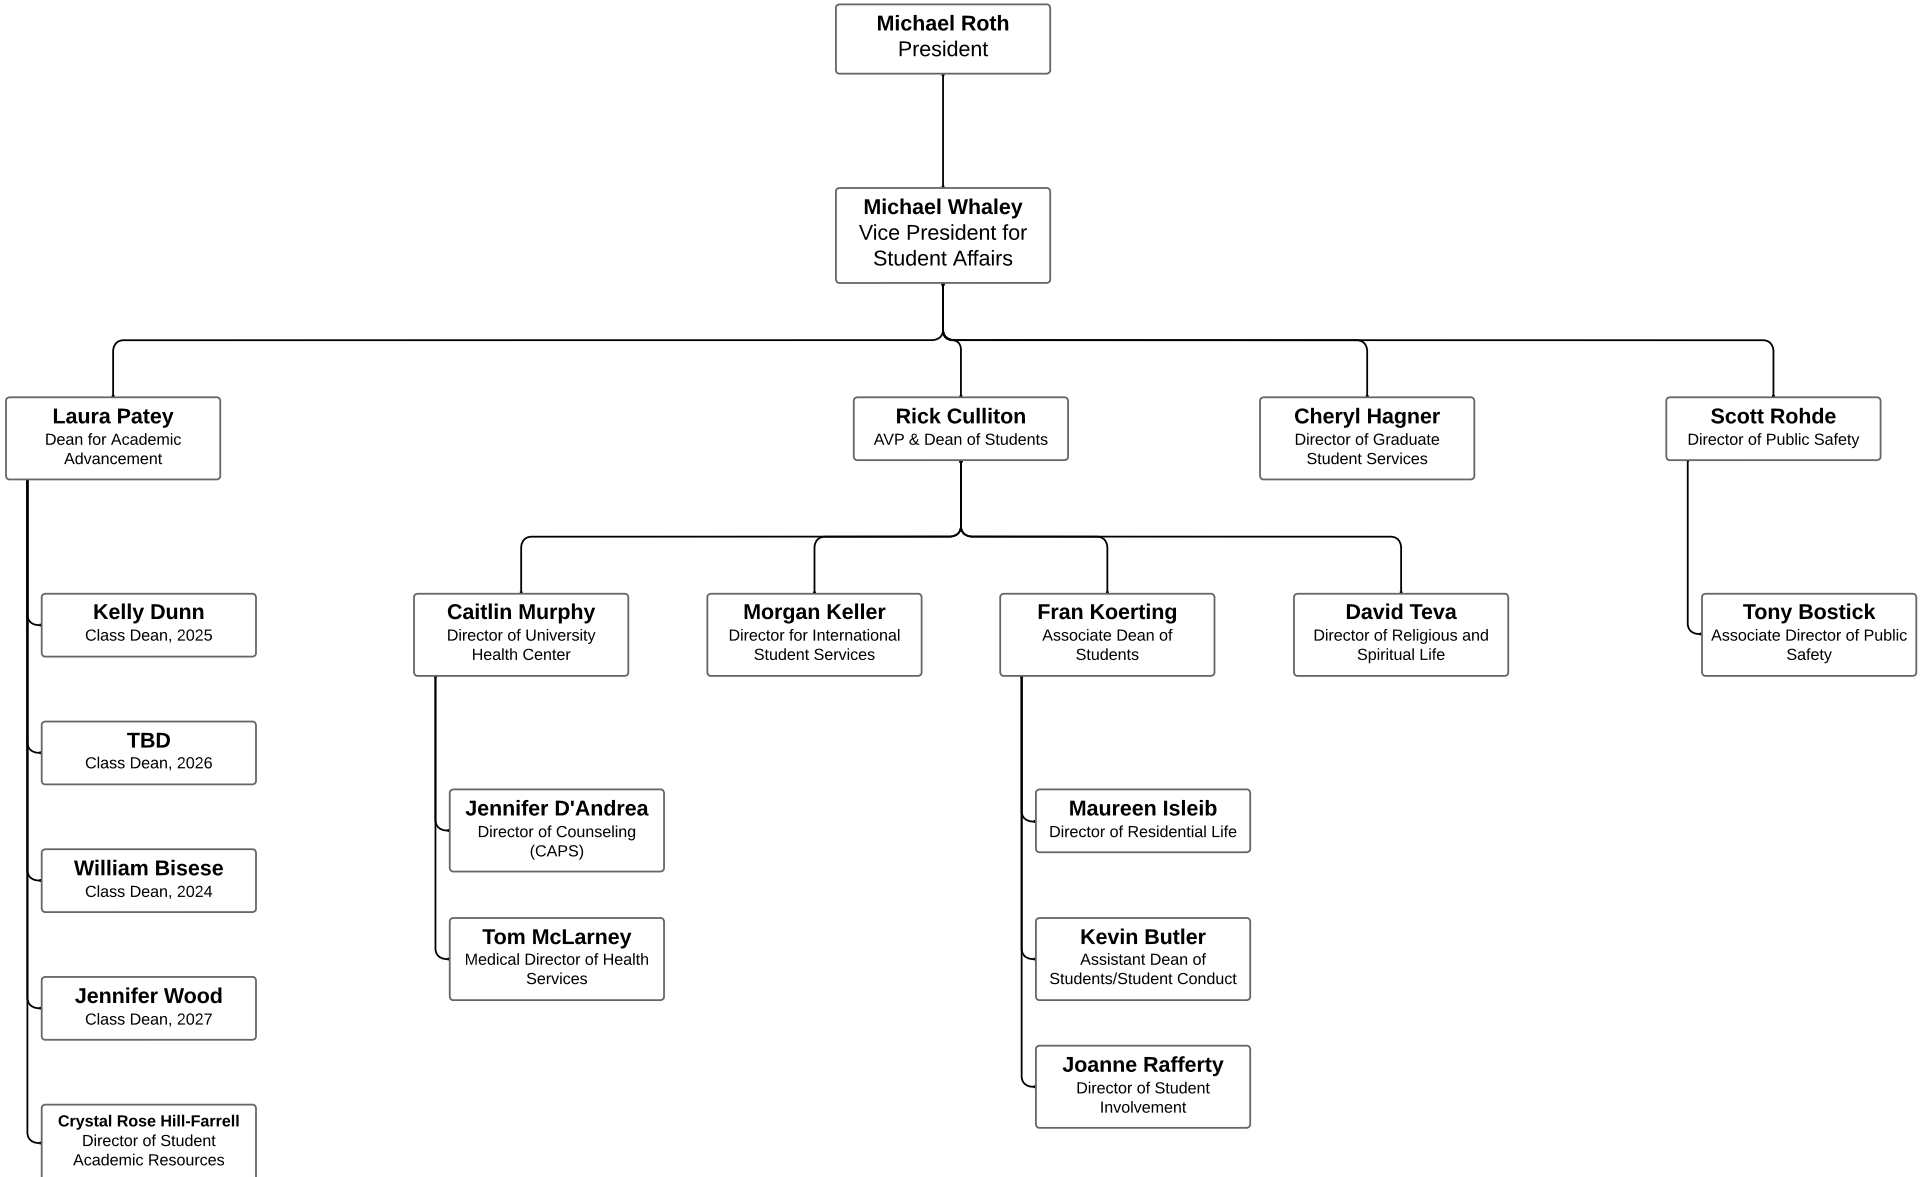 Michael Roth
President
Michael Whaley
Vice President for
Student Affairs
Laura Patey
Dean for Academic
Advancement
Rick Culliton
AVP & Dean of Students
Cheryl Hagner
Director of Graduate
Student Services
Scott Rohde
Director of Public Safety
Kelly Dunn
Class Dean, 2025
TBD
Class Dean, 2026
William Bisese
Class Dean, 2024
Jennifer Wood
Class Dean, 2027
Crystal Rose Hill-Farrell
Director of Student
Academic Resources
Caitlin Murphy
Director of University
Health Center
Jennifer D'Andrea
Director of Counseling
(CAPS)
Tom McLarney
Medical Director of Health
Services
Morgan Keller
Director for International
Student Services
Fran Koerting
Associate Dean of
Students
Maureen Isleib
Director of Residential Life
Kevin Butler
Assistant Dean of
Students/Student Conduct
Joanne Rafferty
Director of Student
Involvement
David Teva
Director of Religious and
Spiritual Life
Tony Bostick
Associate Director of Public
Safety